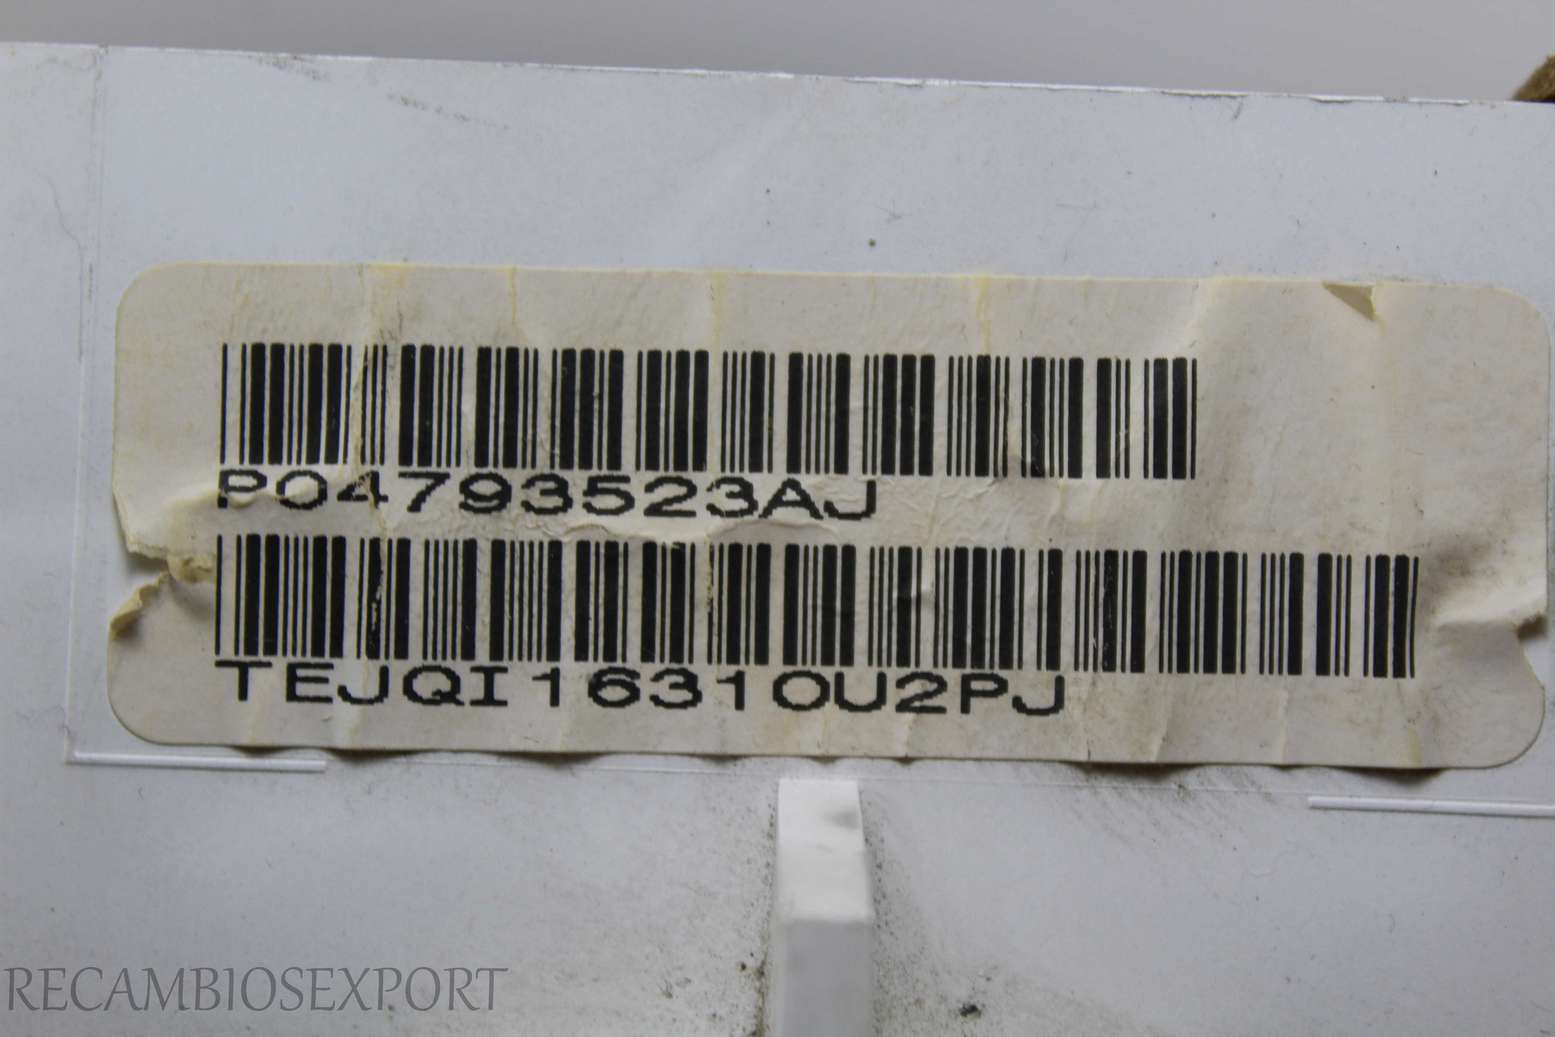 P04793523AJ
TEJQI16310U2PJ
RECAMBIOSEXPORT